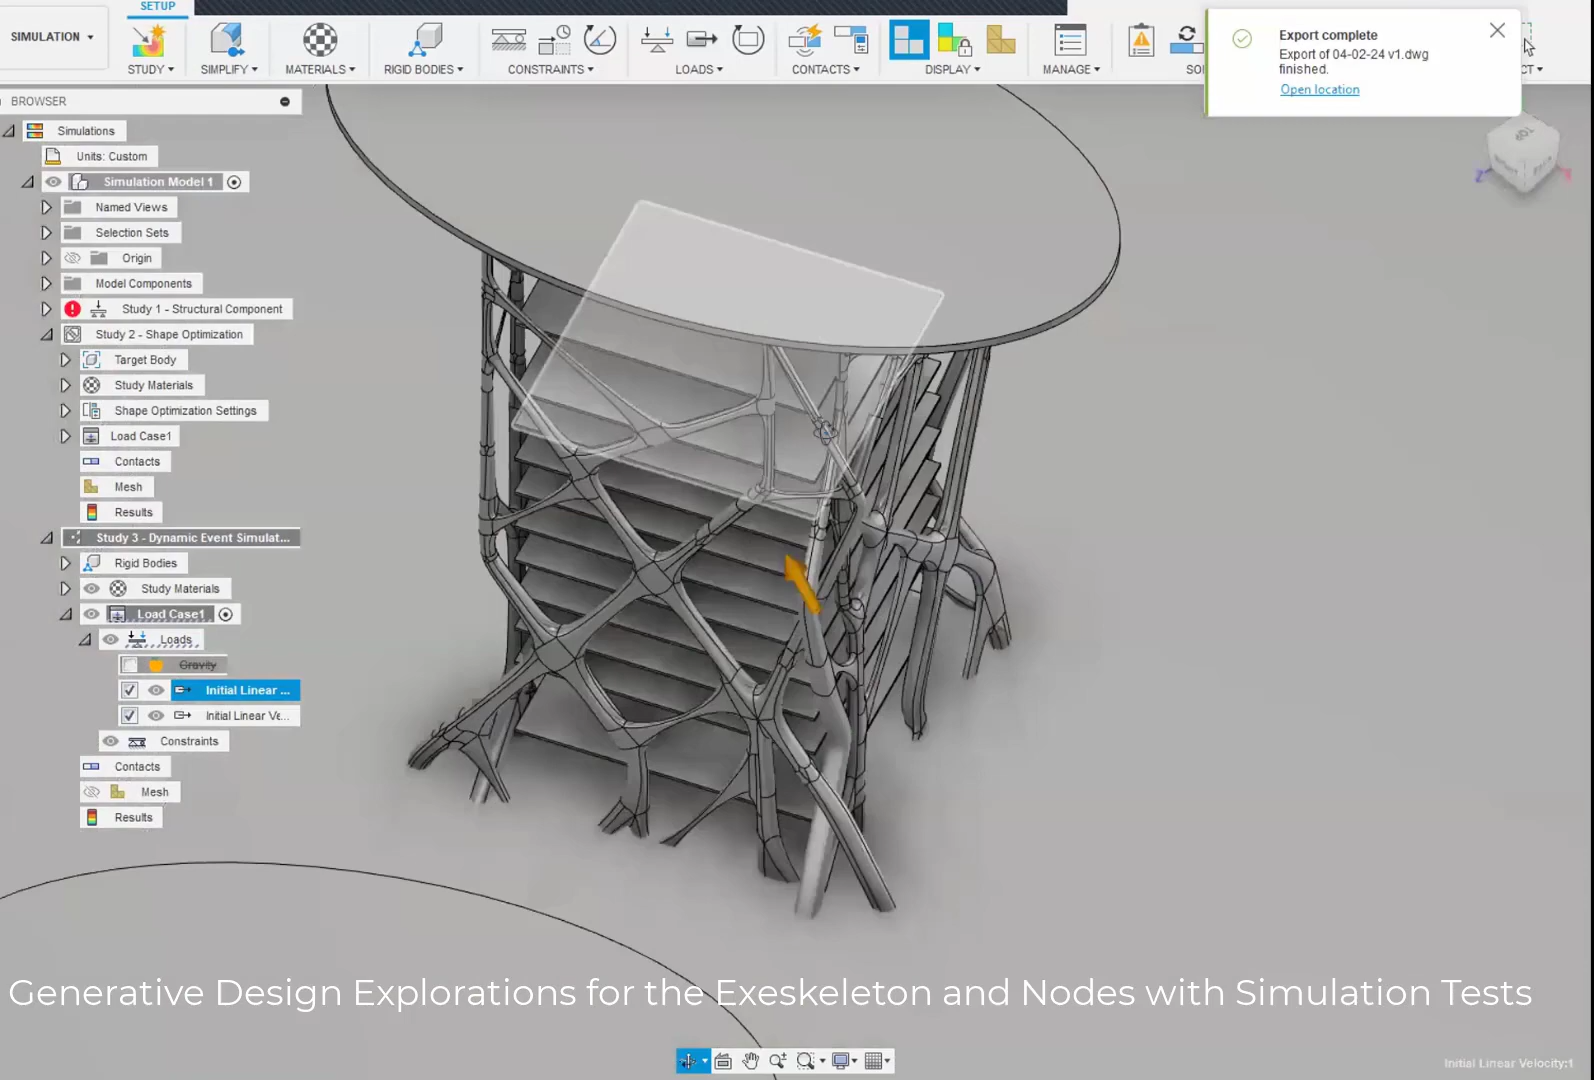 SETUP
SIMULATION
STUDY
SIMPLIFY
MATERIALS
RIGID BODIES
CONSTRAINTS
LOADS
CONTACTS
DISPLAY
MANAGE
SO
CT
Export complete
Export of 04-02-24 v1.dwg
finished.
Open location
TOP
Z
BROWSER
Simulations
Units: Custom
Simulation Model 1
Named Views
Selection Sets
Origin
Model Components
Study 1 - Structural Component
Study 2 - Shape Optimization
Target Body
Study Materials
Shape Optimization Settings
Load Case1
Contacts
Mesh
Results
Study 3 - Dynamic Event Simulat...
Rigid Bodies
Study Materials
Load Case1
Loads
Gravity
Initial Linear ...
Initial Linear Ve...
Constraints
Contacts
Mesh
Results
Generative Design Explorations for the Exeskeleton and Nodes with Simulation Tests
Initial Linear Velocity:1